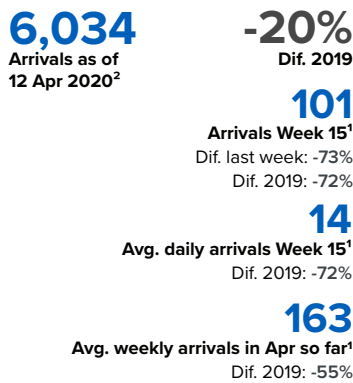 6,034
Arrivals as of
12 Apr 2020²
-20%
Dif. 2019
101
Arrivals Week 15¹
Dif. last week: -73%
Dif. 2019: -72%
14
Avg. daily arrivals Week 15¹
Dif. 2019: -72%
163
Avg. weekly arrivals in Apr so far¹
Dif. 2019: -55%